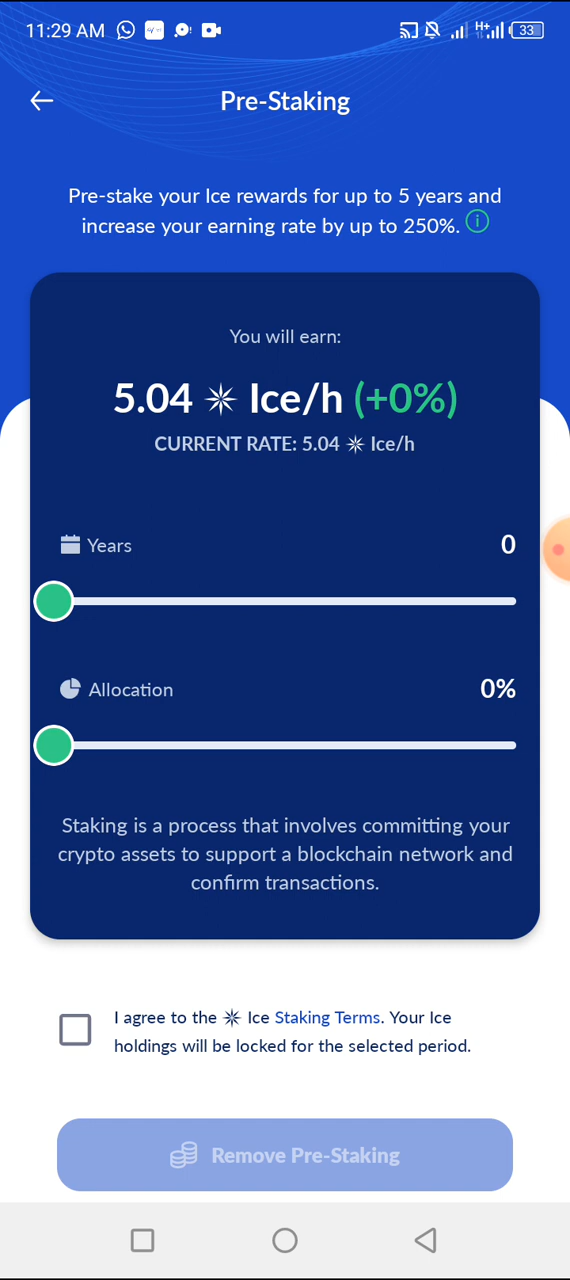 11:29 AM
H+
33
Pre-Staking
Pre-stake your Ice rewards for up to 5 years and
increase your earning rate by up to 250%.
You will earn:
5.04 Ice/h (+0%)
CURRENT RATE: 5.04 Ice/h
Years 0
Allocation 0%
Staking is a process that involves committing your
crypto assets to support a blockchain network and
confirm transactions.
I agree to the Ice Staking Terms. Your Ice
holdings will be locked for the selected period.
Remove Pre-Staking